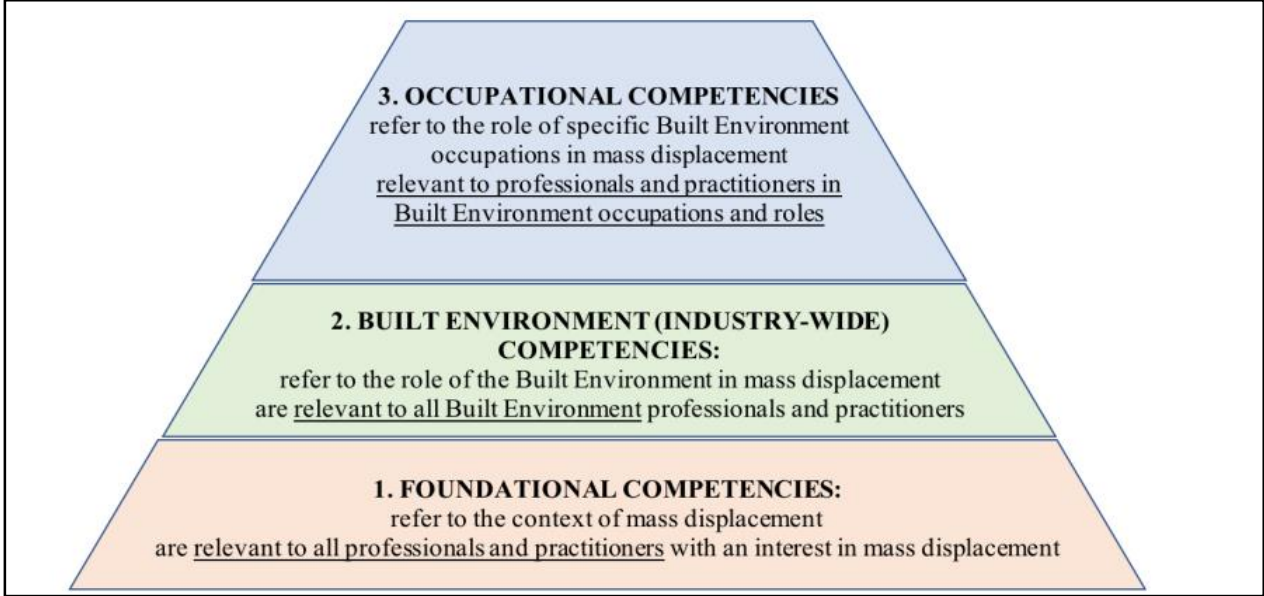 3. OCCUPATIONAL COMPETENCIES
refer to the role of specific Built Environment
occupations in mass displacement
relevant to professionals and practitioners in
Built Environment occupations and roles
2. BUILT ENVIRONMENT (INDUSTRY-WIDE)
COMPETENCIES:
refer to the role of the Built Environment in mass displacement
are relevant to all Built Environment professionals and practitioners
1. FOUNDATIONAL COMPETENCIES:
refer to the context of mass displacement
are relevant to all professionals and practitioners with an interest in mass displacement